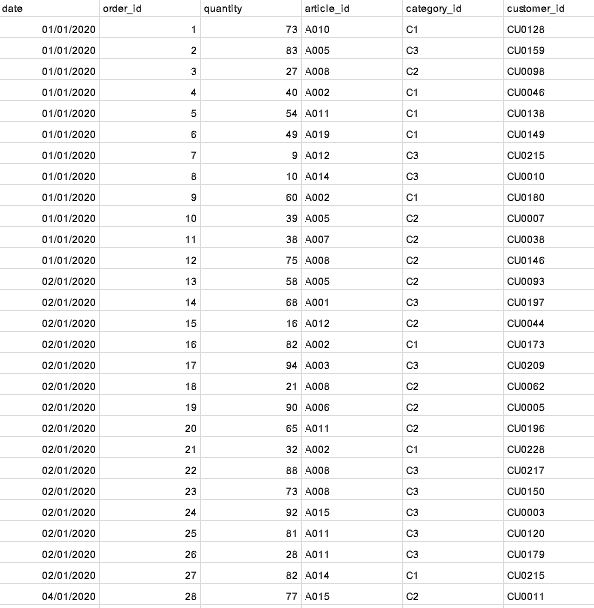 date order_id quantity article_id category_id customer_id
01/01/2020 1 73 A010 C1 CU0128
01/01/2020 2 83 A005 C3 CU0159
01/01/2020 3 27 A008 C2 CU0098
01/01/2020 4 40 A002 C1 CU0046
01/01/2020 5 54 A011 C1 CU0138
01/01/2020 6 49 A019 C1 CU0149
01/01/2020 7 9 A012 C3 CU0215
01/01/2020 8 10 A014 C3 CU0010
01/01/2020 9 60 A002 C1 CU0180
01/01/2020 10 39 A005 C2 CU0007
01/01/2020 11 38 A007 C2 CU0038
01/01/2020 12 75 A008 C2 CU0146
02/01/2020 13 58 A005 C2 CU0093
02/01/2020 14 68 A001 C3 CU0197
02/01/2020 15 16 A012 C2 CU0044
02/01/2020 16 82 A002 C1 CU0173
02/01/2020 17 94 A003 C3 CU0209
02/01/2020 18 21 A008 C2 CU0062
02/01/2020 19 90 A006 C2 CU0005
02/01/2020 20 65 A011 C2 CU0196
02/01/2020 21 32 A002 C1 CU0228
02/01/2020 22 88 A008 C3 CU0217
02/01/2020 23 73 A008 C3 CU0150
02/01/2020 24 92 A015 C3 CU0003
02/01/2020 25 81 A011 C3 CU0120
02/01/2020 26 28 A011 C3 CU0179
02/01/2020 27 82 A014 C1 CU0215
04/01/2020 28 77 A015 C2 CU0011